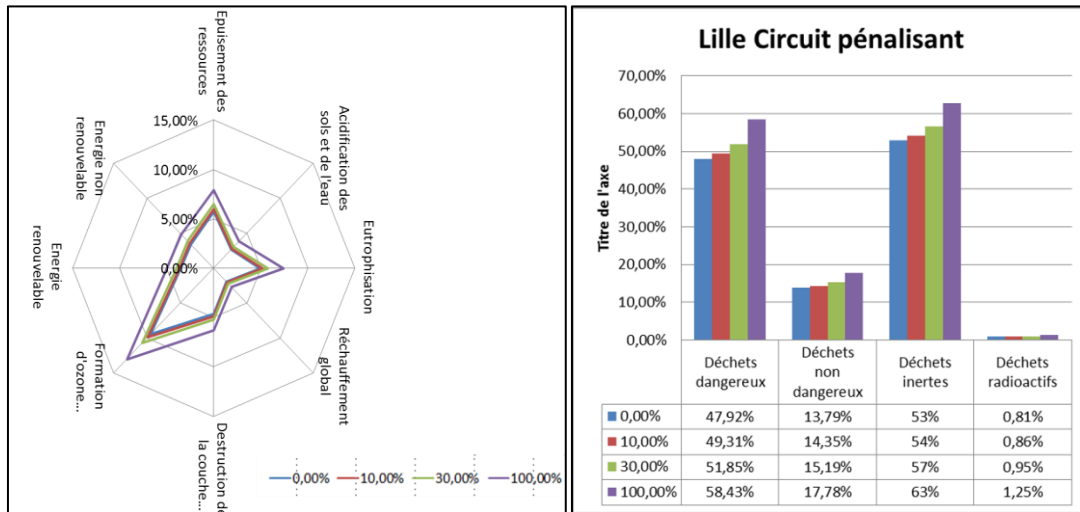 Epuisement des
ressources
Acidification des
sols et de l'eau
Eutrophisation
Réchauffement
global
Destruction de
la couche...
Formation
d'ozone...
Energie
renouvelable
Energie non
renouvelable
15,00%
10,00%
5,00%
0,00%
0,00% 10,00% 30,00% 100,00%
Lille Circuit pénalisant
Titre de l'axe
70,00%
60,00%
50,00%
40,00%
30,00%
20,00%
10,00%
0,00%
Déchets
dangereux
Déchets
non
dangereux
Déchets
inertes
Déchets
radioactifs
0,00% 47,92% 13,79% 53% 0,81%
10,00% 49,31% 14,35% 54% 0,86%
30,00% 51,85% 15,19% 57% 0,95%
100,00% 58,43% 17,78% 63% 1,25%